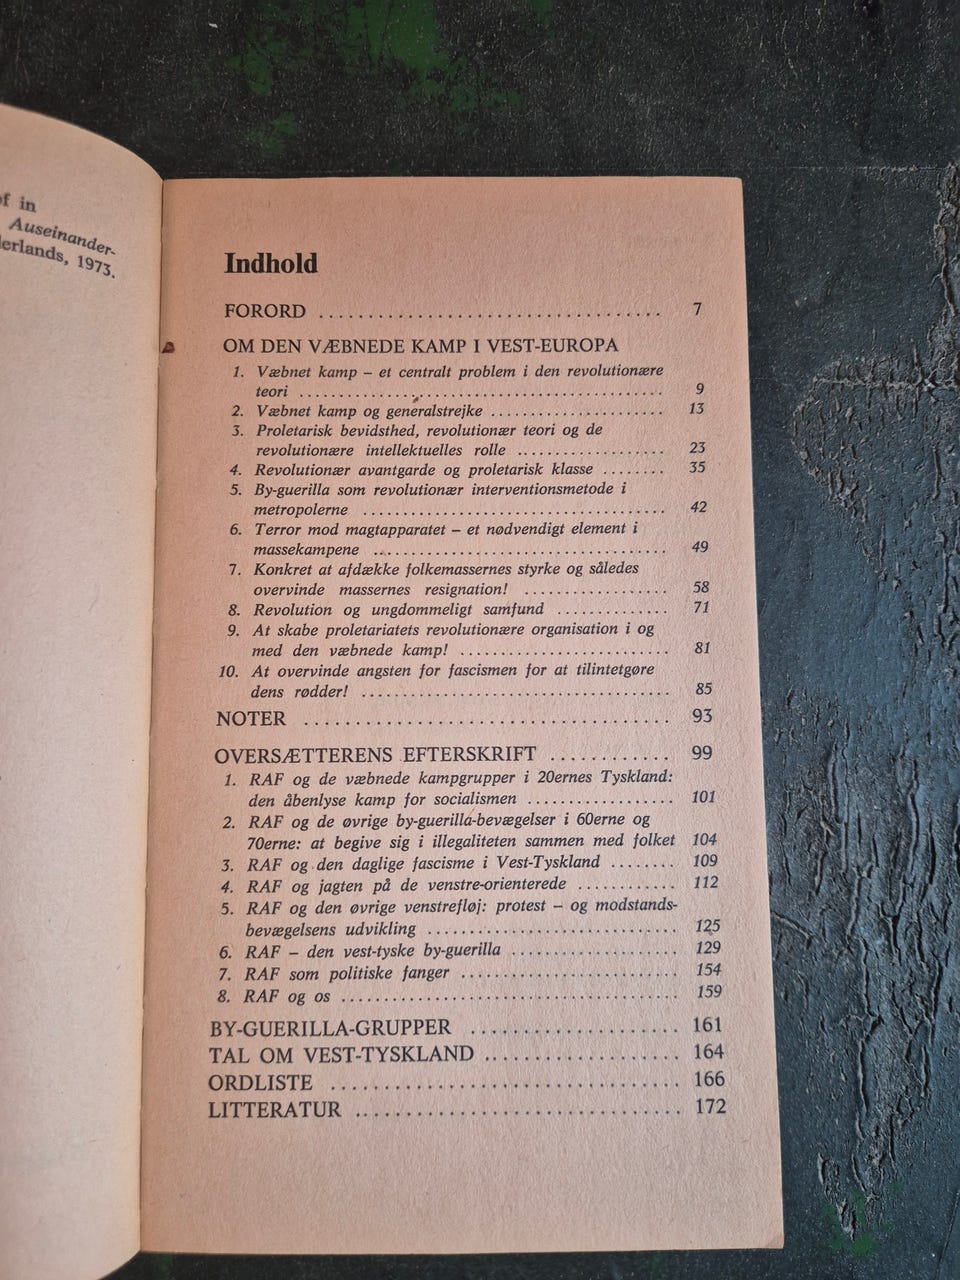 of in
Auseinander-
erlands, 1973.
Indhold
FORORD ................................. 7
OM DEN VÆBNEDE KAMP I VEST-EUROPA
1. Væbnet kamp – et centralt problem i den revolutionære
teori ................................. 9
2. Væbnet kamp og generalstrejke ................. 13
3. Proletarisk bevidsthed, revolutionær teori og de
revolutionære intellektuelles rolle ................. 23
4. Revolutionær avantgarde og proletarisk klasse ........ 35
5. By-guerilla som revolutionær interventionsmetode i
metropolerne ................................. 42
6. Terror mod magtapparatet – et nødvendigt element i
massekampene ................................. 49
7. Konkret at afdække folkemassernes styrke og således
overvinde massernes resignation! ................. 58
8. Revolution og ungdommeligt samfund ............. 71
9. At skabe proletariatets revolutionære organisation i og
med den væbnede kamp! ......................... 81
10. At overvinde angsten for fascismen for at tilintetgøre
dens rødder! ................................. 85
NOTER ................................. 93
OVERSÆTTERENS EFTERSKRIFT ............ 99
1. RAF og de væbnede kampgrupper i 20ernes Tyskland:
den åbenlyse kamp for socialismen ................. 101
2. RAF og de øvrige by-guerilla-bevægelser i 60erne og
70erne: at begive sig i illegaliteten sammen med folket 104
3. RAF og den daglige fascisme i Vest-Tyskland ........ 109
4. RAF og jagten på de venstre-orienterede ............ 112
5. RAF og den øvrige venstrefløj: protest – og modstands-
bevægelsens udvikling ............................. 125
6. RAF – den vest-tyske by-guerilla ................. 129
7. RAF som politiske fanger ......................... 154
8. RAF og os ................................. 159
BY-GUERILLA-GRUPPER .................... 161
TAL OM VEST-TYSKLAND ................... 164
ORDLISTE ................................. 166
LITTERATUR ............................... 172